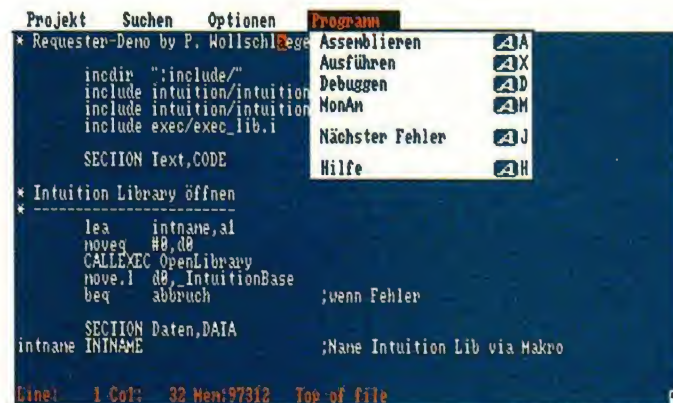 Projekt Suchen Optionen Programm
* Requester-Demo by P. Wollschlaege
Assemblieren A
Ausführen X
Debuggen D
MonAm M
Nächster Fehler J
Hilfe H
incdir ":include/"
include intuition/intuition
include intuition/intuition
include exec/exec_lib.i
SECTION Text,CODE
* Intuition Library öffnen
* -------------------------
lea intname,a1
moveq #0,d0
CALLEXEC OpenLibrary
move.l d0,_IntuitionBase
beq abbruch ;wenn Fehler
SECTION Daten,DATA
intname INTNAME ;Name Intuition Lib via Makro
Line: 1 Col: 32 Mem:97312 Top of file